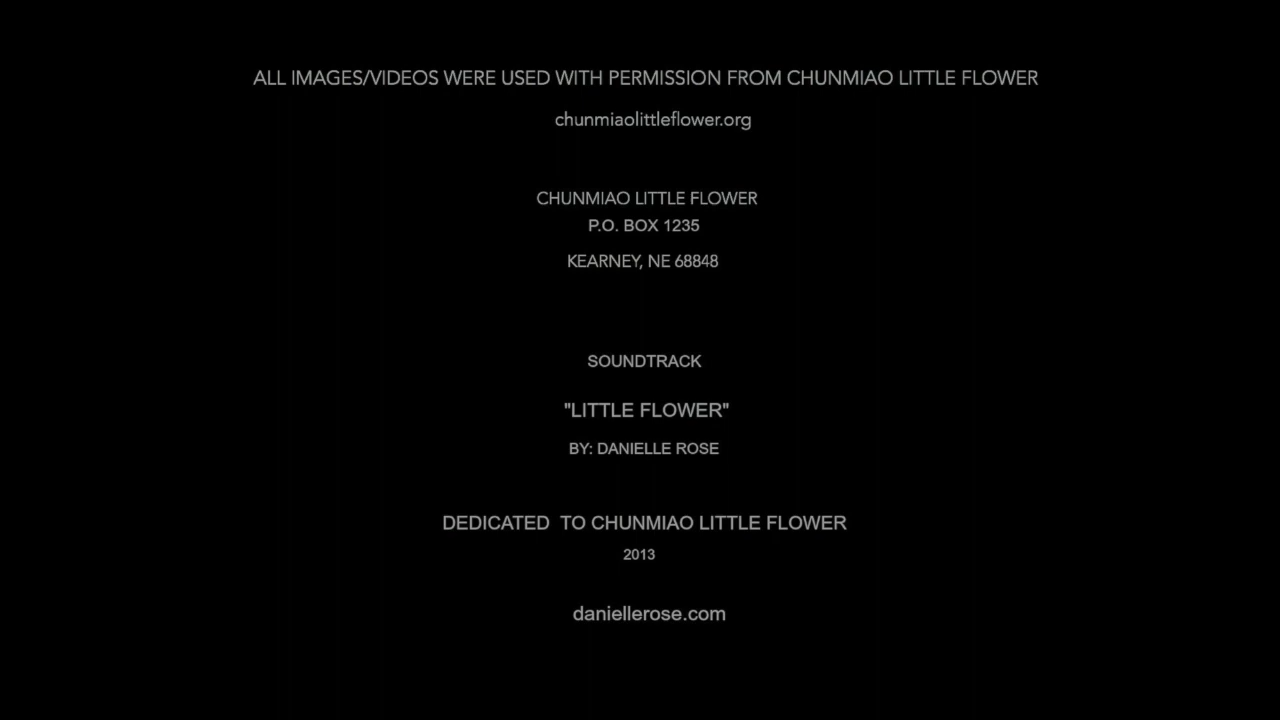 ALL IMAGES/VIDEOS WERE USED WITH PERMISSION FROM CHUNMIAO LITTLE FLOWER
chunmiaolittleflower.org
CHUNMIAO LITTLE FLOWER
P.O. BOX 1235
KEARNEY, NE 68848
SOUNDTRACK
"LITTLE FLOWER"
BY: DANIELLE ROSE
DEDICATED  TO CHUNMIAO LITTLE FLOWER
2013
daniellerose.com